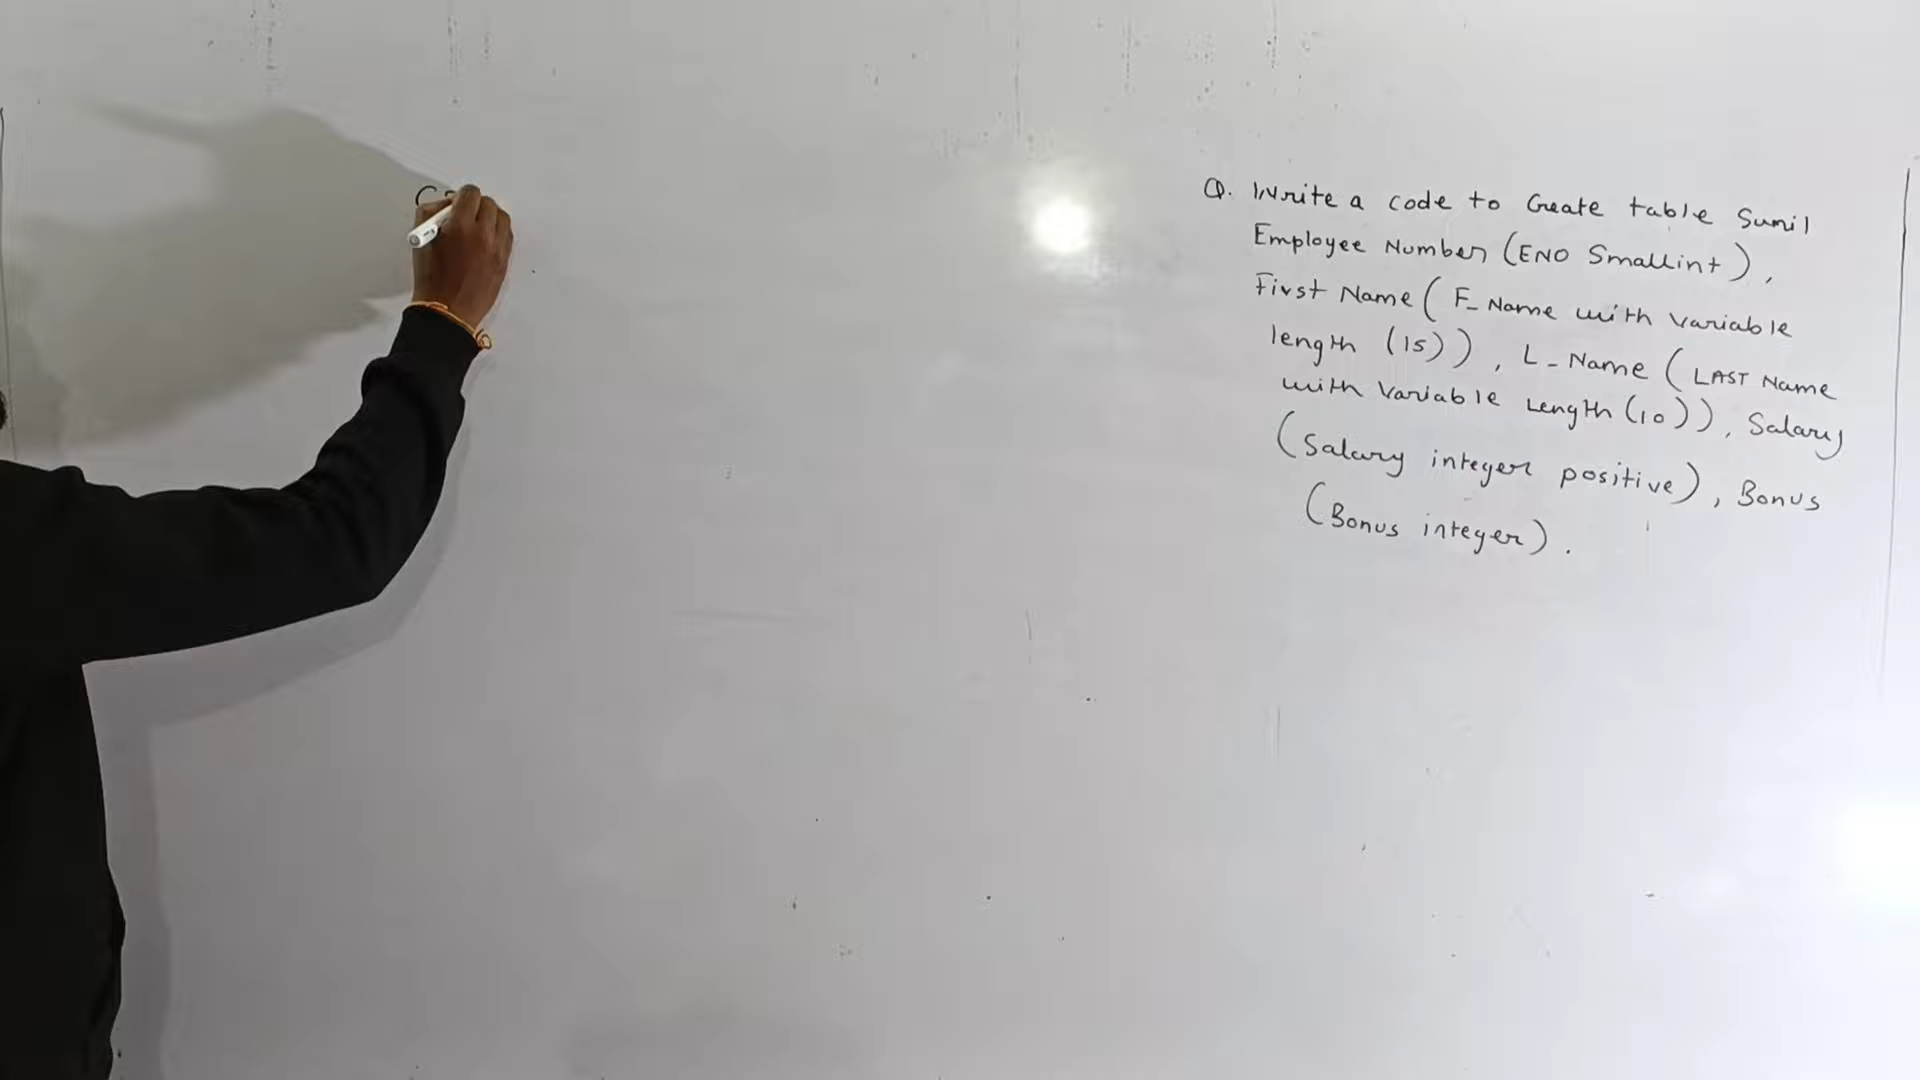 C
Q. Write a code to Create table Sunil
Employee Number (ENO Smallint),
First Name (F_Name with variable
length (15)), L-Name (LAST Name
with Variable Length (10)), Salary
(Salary integer positive), Bonus
(Bonus integer).